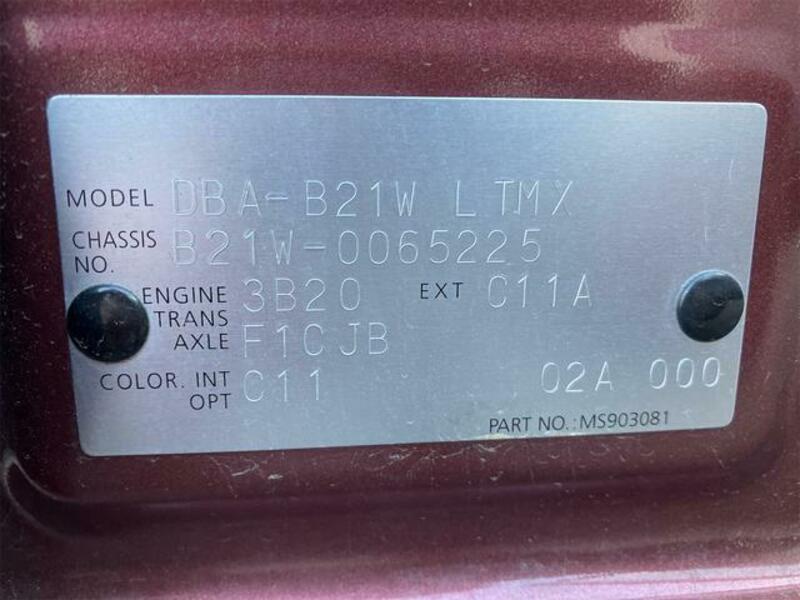 MODEL DBA-B21W LTMX
CHASSIS NO. B21W-0065225
ENGINE 3B20 EXT C11A
TRANS AXLE F1CJB
COLOR. INT OPT C11 02A 000
PART NO.:MS903081